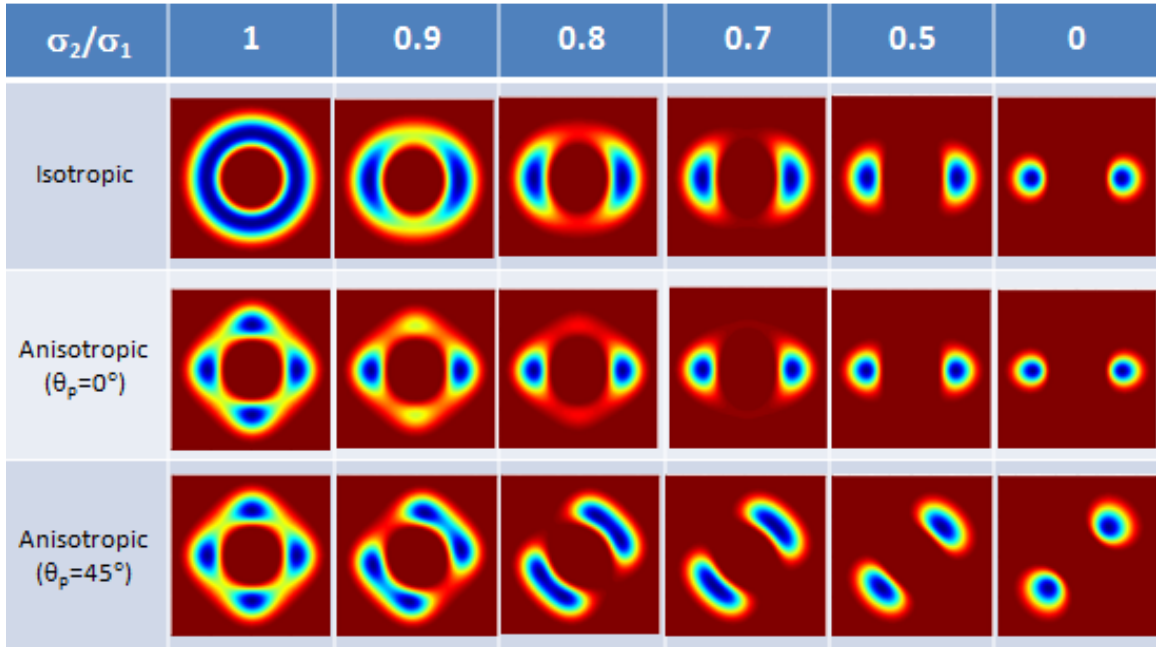 σ₂/σ₁ 1 0.9 0.8 0.7 0.5 0
Isotropic
Anisotropic
(θₚ=0°)
Anisotropic
(θₚ=45°)